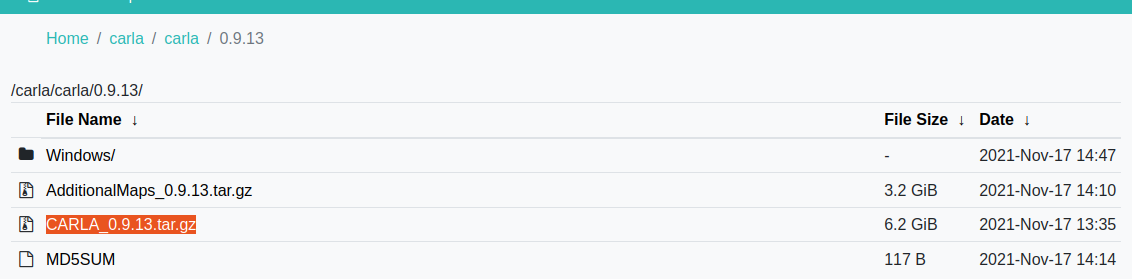 Home / carla / carla / 0.9.13
/carla/carla/0.9.13/
File Name ↓ File Size ↓ Date ↓
Windows/ - 2021-Nov-17 14:47
AdditionalMaps_0.9.13.tar.gz 3.2 GiB 2021-Nov-17 14:10
CARLA_0.9.13.tar.gz 6.2 GiB 2021-Nov-17 13:35
MD5SUM 117 B 2021-Nov-17 14:14